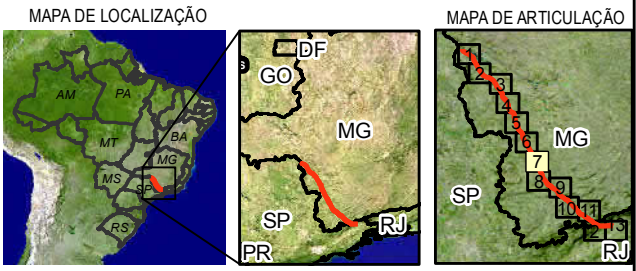 MAPA DE LOCALIZAÇÃO
AM
PA
MT
BA
MG
MS
SP
RS
DF
GO
MG
SP
RJ
PR
MAPA DE ARTICULAÇÃO
1
2
3
4
5
6
MG
7
8
9
SP
10
11
13
RJ